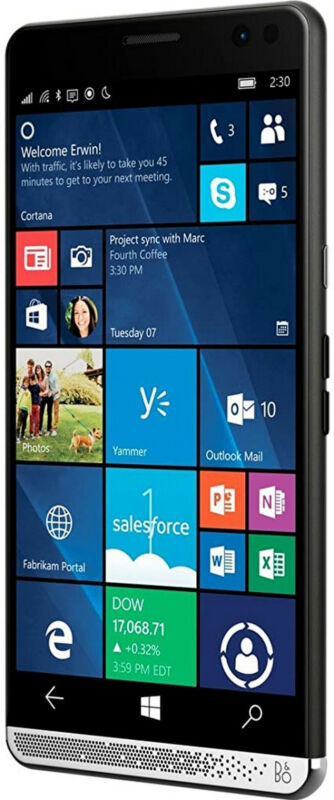 2:30
Welcome Erwin!
With traffic, it's likely to take you 45
minutes to get to your next meeting.
Cortana
3
S
5
Project sync with Marc
Fourth Coffee
3:30 PM
Tuesday 07
Photos
y
Yammer
10
Outlook Mail
Fabrikam Portal
salesforce
1
P
N
W
X
DOW
17,068.71
▲ +0.32%
3:59 PM EDT
B&O